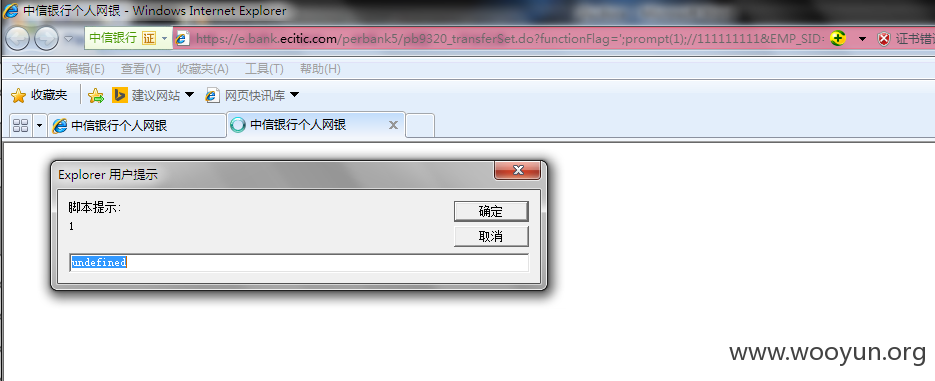 中信银行个人网银 - Windows Internet Explorer
中信银行 证 https://e.bank.ecitic.com/perbank5/pb9320_transferSet.do?functionFlag=';prompt(1);//111111111&EMP_SID= 证书错误
文件(F) 编辑(E) 查看(V) 收藏夹(A) 工具(T) 帮助(H)
收藏夹 建议网站 网页快讯库
中信银行个人网银 中信银行个人网银
Explorer 用户提示
脚本提示:
1
确定
取消
undefined
www.wooyun.org